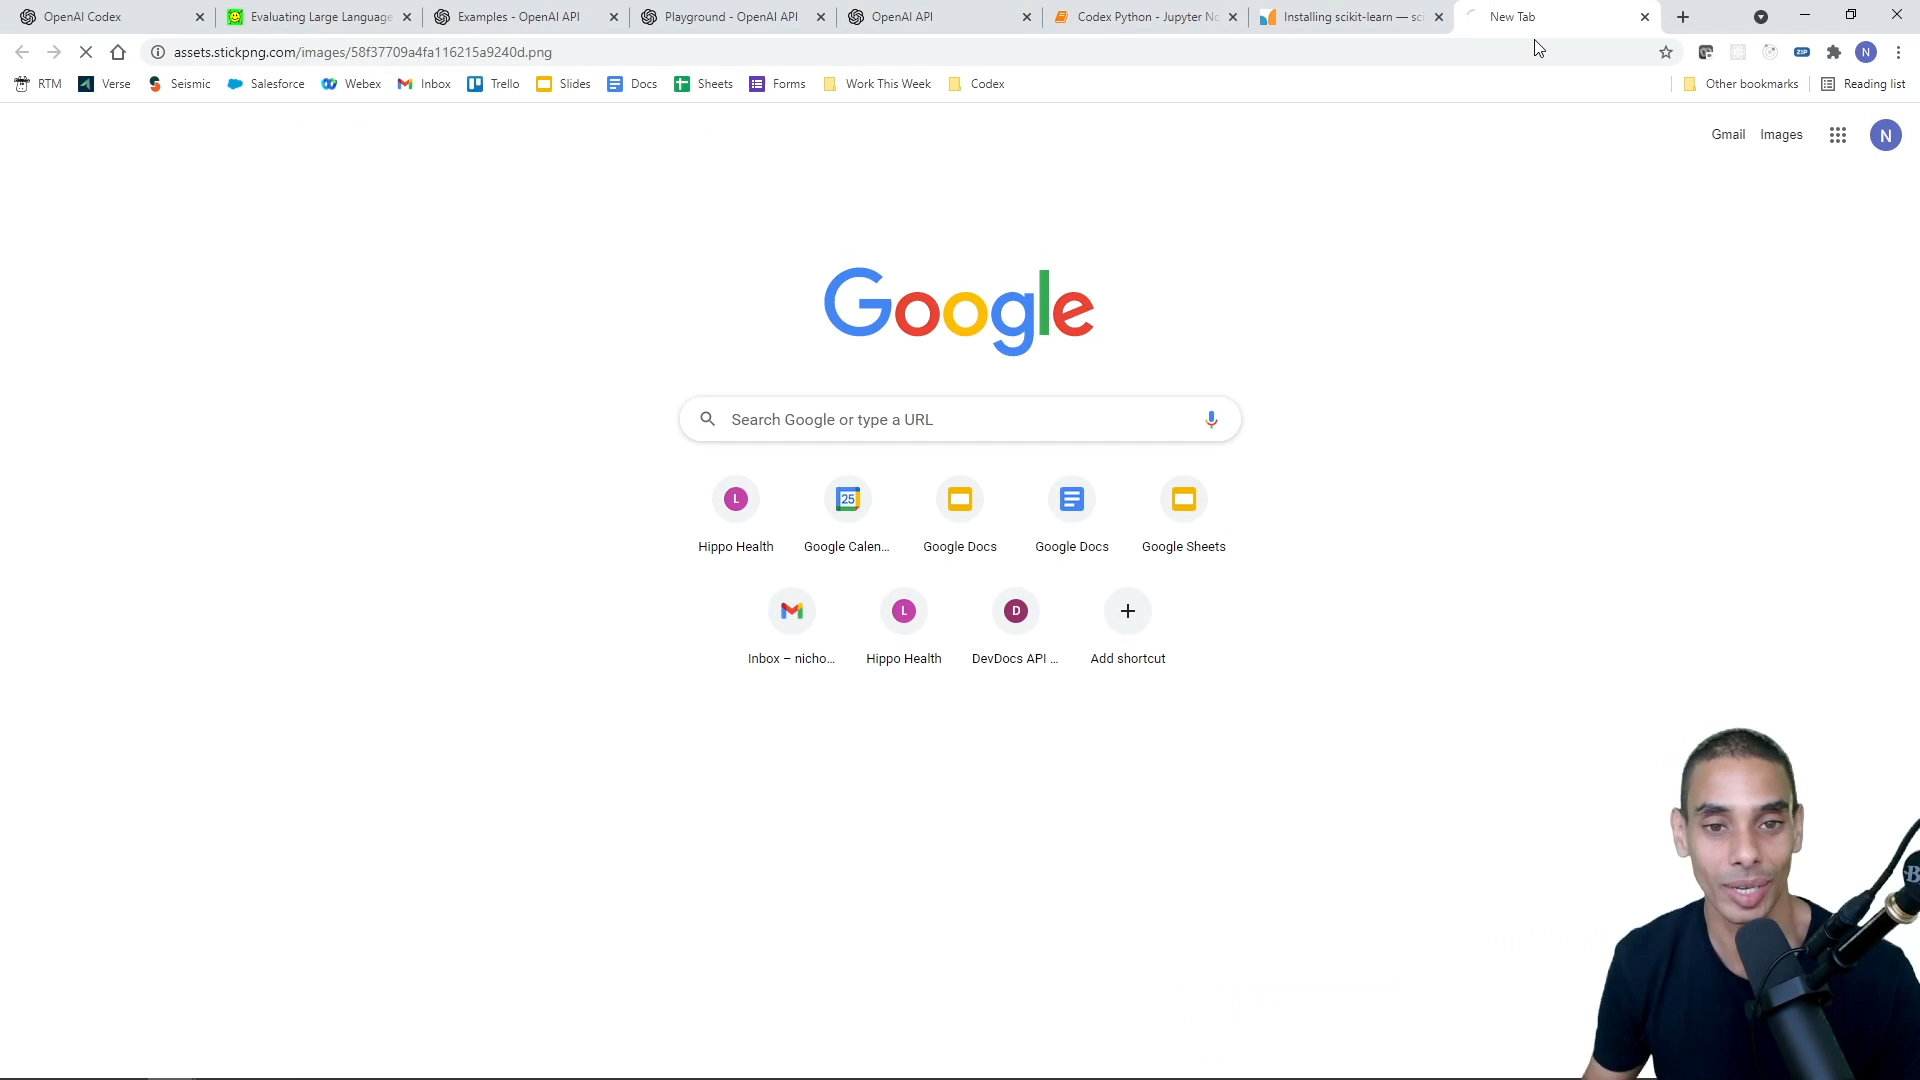 OpenAI Codex
Evaluating Large Language
Examples - OpenAI API
Playground - OpenAI API
OpenAI API
Codex Python - Jupyter No
Installing scikit-learn — sci
New Tab
assets.stickpng.com/images/58f37709a4fa116215a9240d.png
ZIP
N
RTM
Verse
Seismic
Salesforce
Webex
Inbox
Trello
Slides
Docs
Sheets
Forms
Work This Week
Codex
Other bookmarks
Reading list
Gmail
Images
N
Google
Search Google or type a URL
L
25
Hippo Health
Google Calen...
Google Docs
Google Docs
Google Sheets
L
D
Inbox – nicho...
Hippo Health
DevDocs API ...
Add shortcut
B